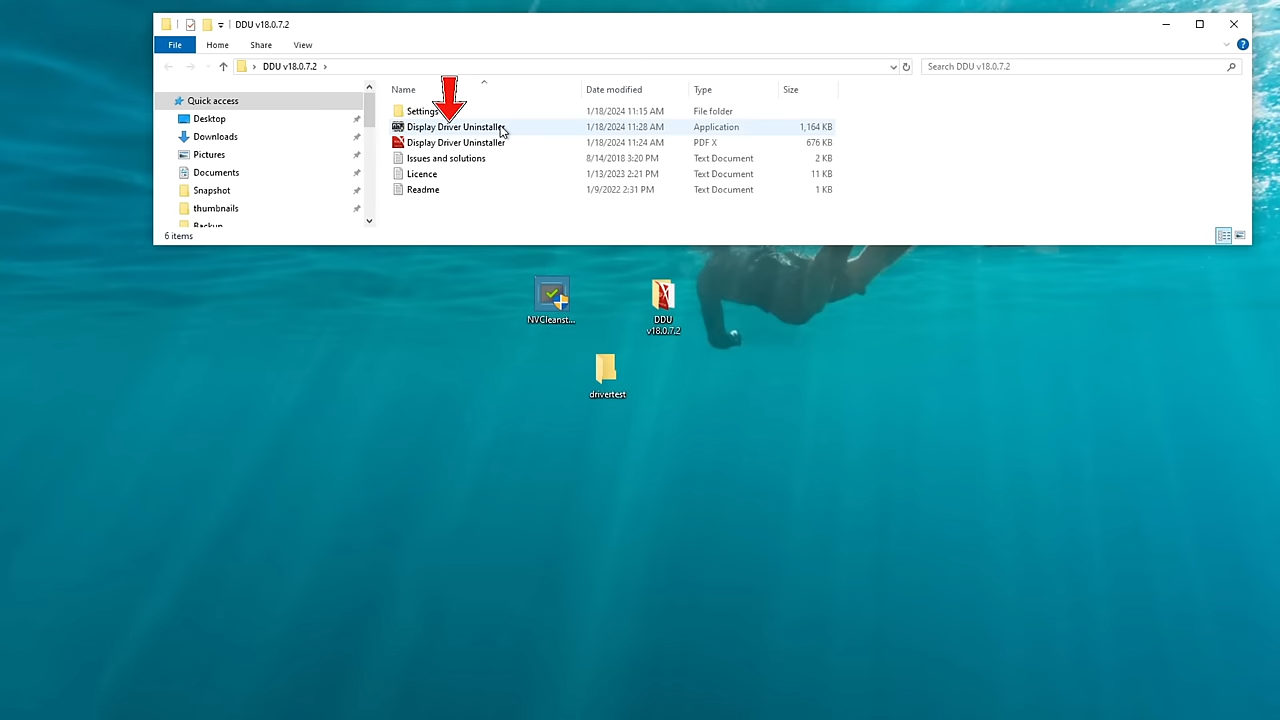 DDU v18.0.7.2
File Home Share View
DDU v18.0.7.2
Search DDU v18.0.7.2
Name Date modified Type Size
Quick access
Desktop
Downloads
Pictures
Documents
Snapshot
thumbnails
Backup
Settings 1/18/2024 11:15 AM File folder
Display Driver Uninstaller 1/18/2024 11:28 AM Application 1,164 KB
Display Driver Uninstaller 1/18/2024 11:24 AM PDF X 676 KB
Issues and solutions 8/14/2018 3:20 PM Text Document 2 KB
Licence 1/13/2023 2:21 PM Text Document 11 KB
Readme 1/9/2022 2:31 PM Text Document 1 KB
6 items
NVCleanst...
DDU
v18.0.7.2
drivertest